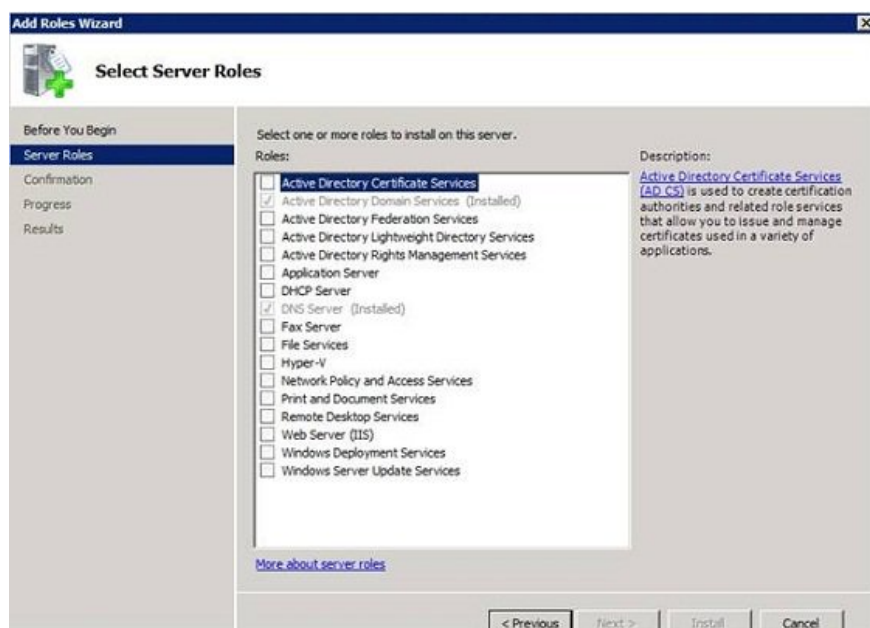 Add Roles Wizard
Select Server Roles
Before You Begin
Server Roles
Confirmation
Progress
Results
Select one or more roles to install on this server.
Roles:
Active Directory Certificate Services
Active Directory Domain Services (Installed)
Active Directory Federation Services
Active Directory Lightweight Directory Services
Active Directory Rights Management Services
Application Server
DHCP Server
DNS Server (Installed)
Fax Server
File Services
Hyper-V
Network Policy and Access Services
Print and Document Services
Remote Desktop Services
Web Server (IIS)
Windows Deployment Services
Windows Server Update Services
More about server roles
Description:
Active Directory Certificate Services
(AD CS) is used to create certification
authorities and related role services
that allow you to issue and manage
certificates used in a variety of
applications.
< Previous
Next >
Install
Cancel